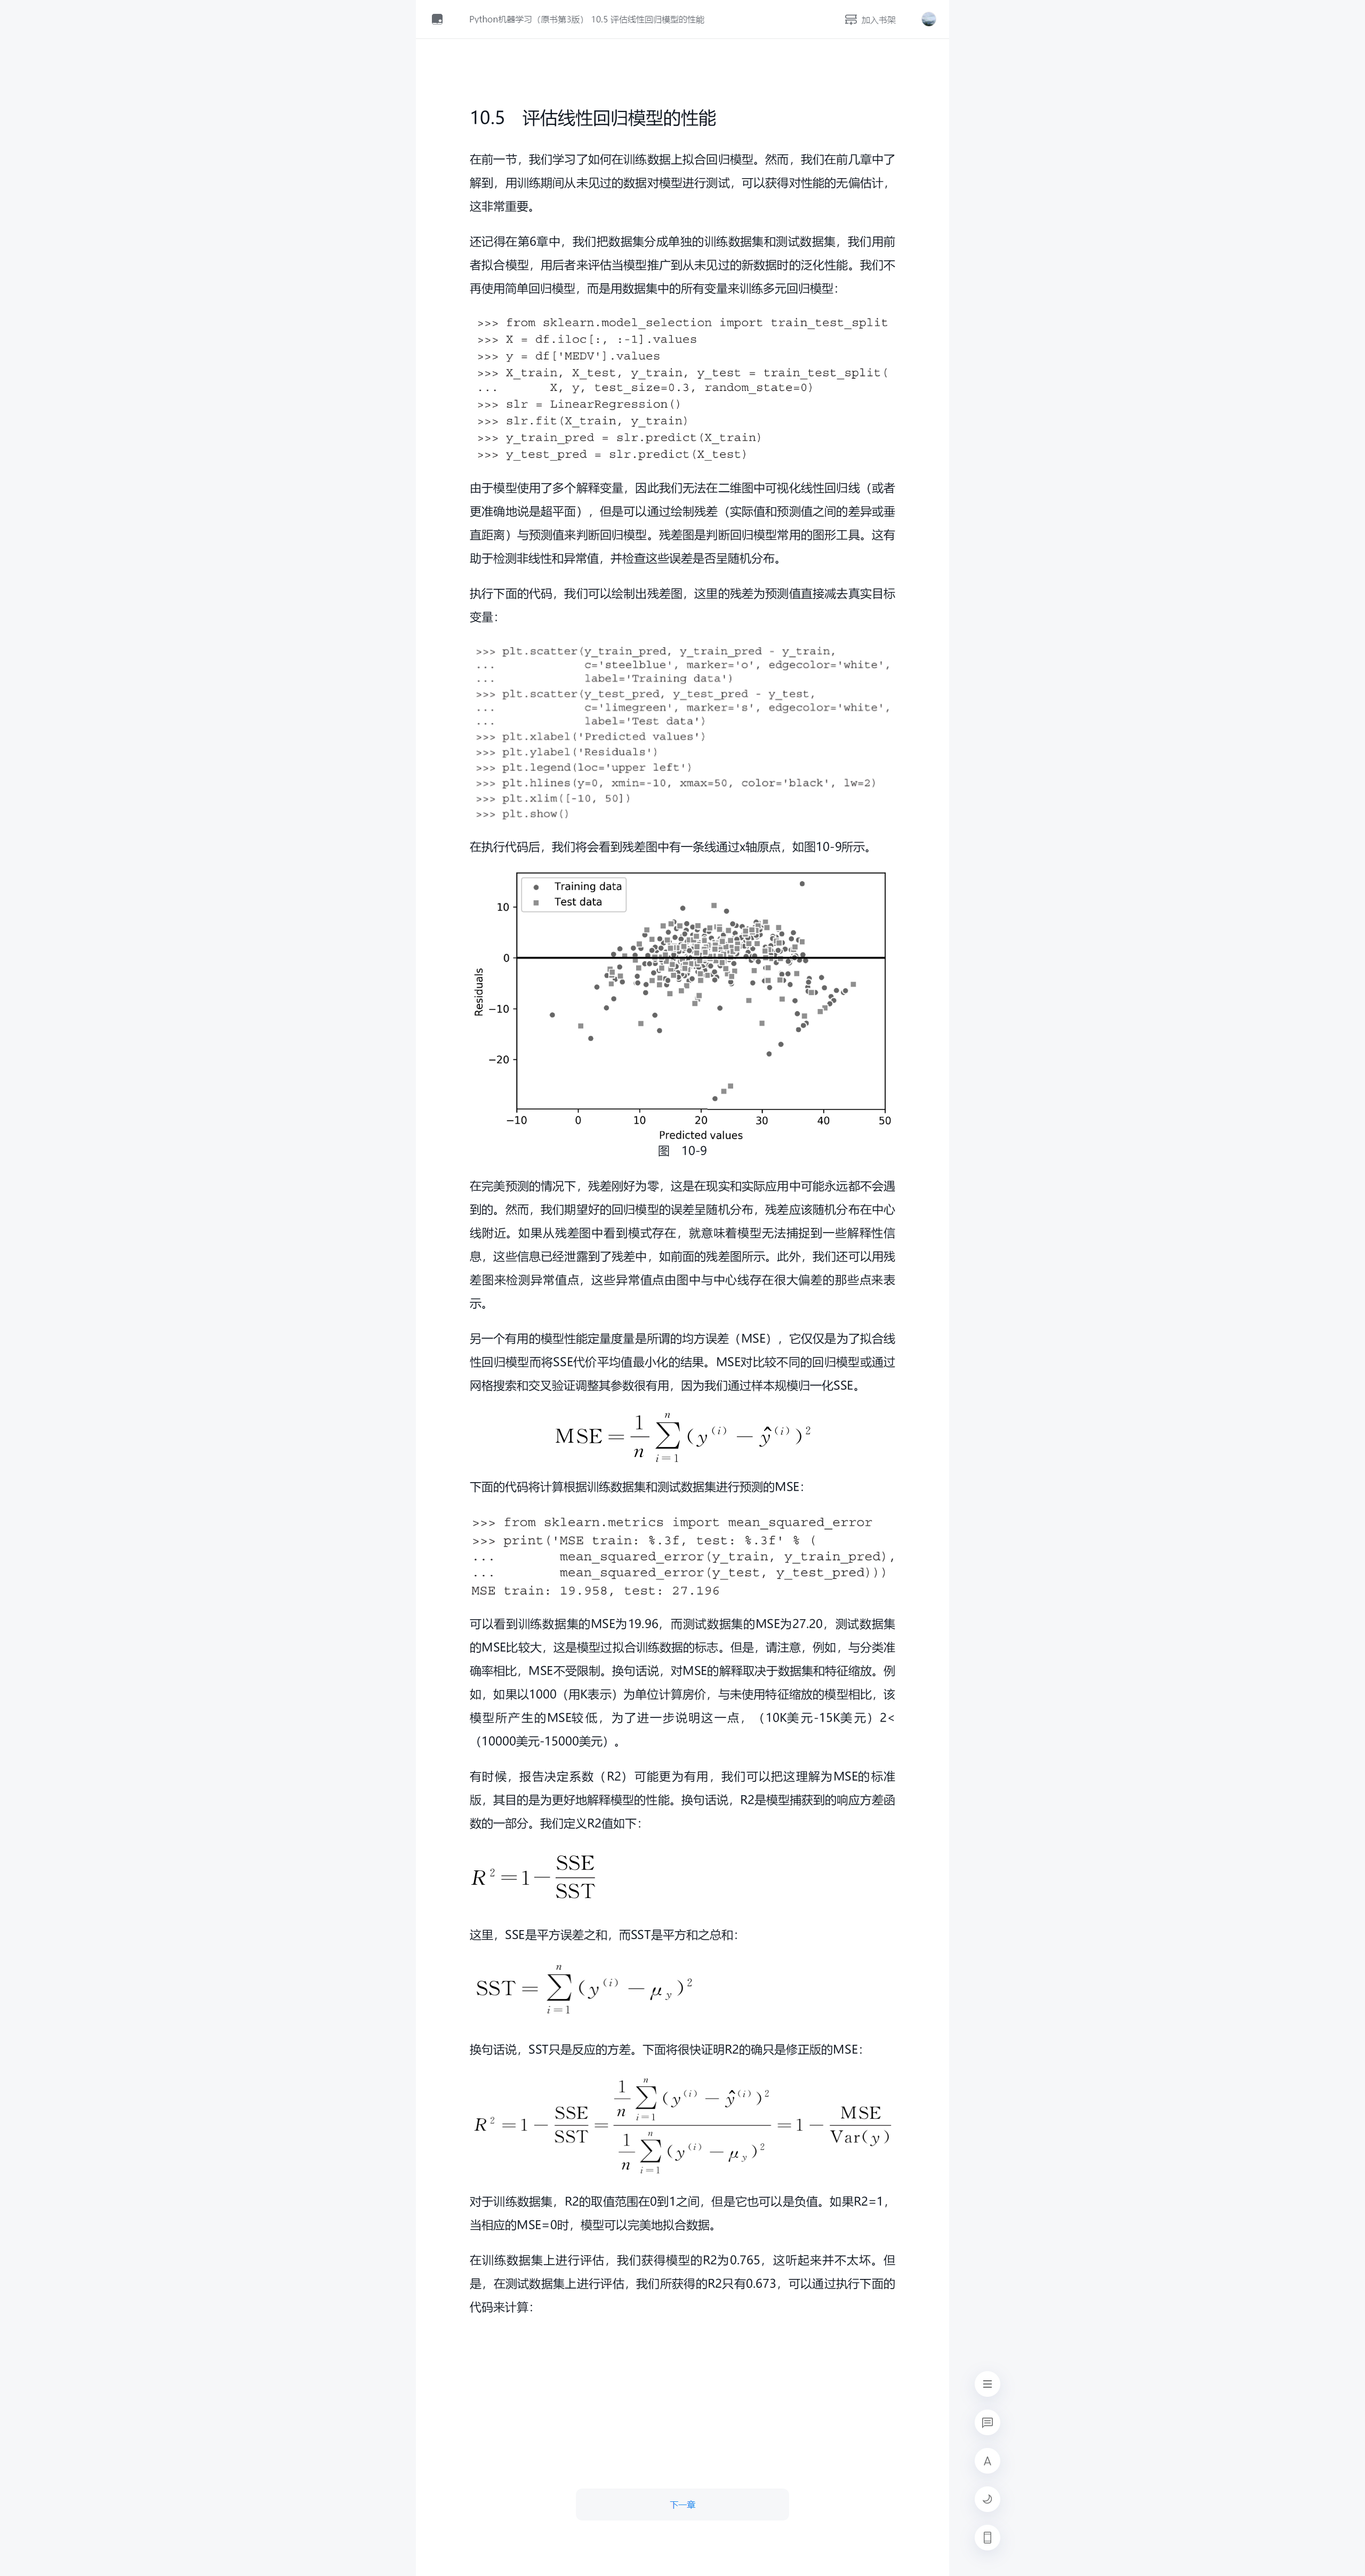 Python机器学习（原书第3版） 10.5 评估线性回归模型的性能
加入书架
10.5 评估线性回归模型的性能
在前一节，我们学习了如何在训练数据上拟合回归模型。然而，我们在前几章中了
解到，用训练期间从未见过的数据对模型进行测试，可以获得对性能的无偏估计，
这非常重要。
还记得在第6章中，我们把数据集分成单独的训练数据集和测试数据集，我们用前
者拟合模型，用后者来评估当模型推广到从未见过的新数据时的泛化性能。我们不
再使用简单回归模型，而是用数据集中的所有变量来训练多元回归模型：
>>> from sklearn.model_selection import train_test_split
>>> X = df.iloc[:, :-1].values
>>> y = df['MEDV'].values
>>> X_train, X_test, y_train, y_test = train_test_split(
...       X, y, test_size=0.3, random_state=0)
>>> slr = LinearRegression()
>>> slr.fit(X_train, y_train)
>>> y_train_pred = slr.predict(X_train)
>>> y_test_pred = slr.predict(X_test)
由于模型使用了多个解释变量，因此我们无法在二维图中可视化线性回归线（或者
更准确地说是超平面），但是可以通过绘制残差（实际值和预测值之间的差异或垂
直距离）与预测值来判断回归模型。残差图是判断回归模型常用的图形工具。这有
助于检测非线性和异常值，并检查这些误差是否呈随机分布。
执行下面的代码，我们可以绘制出残差图，这里的残差为预测值直接减去真实目标
变量：
>>> plt.scatter(y_train_pred, y_train_pred - y_train,
...             c='steelblue', marker='o', edgecolor='white',
...             label='Training data')
>>> plt.scatter(y_test_pred, y_test_pred - y_test,
...             c='limegreen', marker='s', edgecolor='white',
...             label='Test data')
>>> plt.xlabel('Predicted values')
>>> plt.ylabel('Residuals')
>>> plt.legend(loc='upper left')
>>> plt.hlines(y=0, xmin=-10, xmax=50, color='black', lw=2)
>>> plt.xlim([-10, 50])
>>> plt.show()
在执行代码后，我们将会看到残差图中有一条线通过x轴原点，如图10-9所示。
Training data
Test data
10
0
−10
−20
Residuals
−10 0 10 20 30 40 50
Predicted values
图 10-9
在完美预测的情况下，残差刚好为零，这是在现实和实际应用中可能永远都不会遇
到的。然而，我们期望好的回归模型的误差呈随机分布，残差应该随机分布在中心
线附近。如果从残差图中看到模式存在，就意味着模型无法捕捉到一些解释性信
息，这些信息已经泄露到了残差中，如前面的残差图所示。此外，我们还可以用残
差图来检测异常值点，这些异常值点由图中与中心线存在很大偏差的那些点来表
示。
另一个有用的模型性能定量度量是所谓的均方误差（MSE），它仅仅是为了拟合线
性回归模型而将SSE代价平均值最小化的结果。MSE对比较不同的回归模型或通过
网格搜索和交叉验证调整其参数很有用，因为我们通过样本规模归一化SSE。
MSE = \frac{1}{n} \sum_{i=1}^{n} (y^{(i)} − \hat{y}^{(i)})^2
下面的代码将计算根据训练数据集和测试数据集进行预测的MSE：
>>> from sklearn.metrics import mean_squared_error
>>> print('MSE train: %.3f, test: %.3f' % (
...        mean_squared_error(y_train, y_train_pred),
...        mean_squared_error(y_test, y_test_pred)))
MSE train: 19.958, test: 27.196
可以看到训练数据集的MSE为19.96，而测试数据集的MSE为27.20，测试数据集
的MSE比较大，这是模型过拟合训练数据的标志。但是，请注意，例如，与分类准
确率相比，MSE不受限制。换句话说，对MSE的解释取决于数据集和特征缩放。例
如，如果以1000（用K表示）为单位计算房价，与未使用特征缩放的模型相比，该
模型所产生的MSE较低，为了进一步说明这一点，（10K美元-15K美元）2<
（10000美元-15000美元）。
有时候，报告决定系数（R2）可能更为有用，我们可以把这理解为MSE的标准
版，其目的是为更好地解释模型的性能。换句话说，R2是模型捕获到的响应方差函
数的一部分。我们定义R2值如下：
R^2 = 1 − \frac{SSE}{SST}
这里，SSE是平方误差之和，而SST是平方和之总和：
SST = \sum_{i=1}^{n} (y^{(i)} − μ_y)^2
换句话说，SST只是反应的方差。下面将很快证明R2的确只是修正版的MSE：
R^2 = 1 − \frac{SSE}{SST} = \frac{\frac{1}{n} \sum_{i=1}^{n} (y^{(i)} − \hat{y}^{(i)})^2}{\frac{1}{n} \sum_{i=1}^{n} (y^{(i)} − μ_y)^2} = 1 − \frac{MSE}{Var(y)}
对于训练数据集，R2的取值范围在0到1之间，但是它也可以是负值。如果R2=1，
当相应的MSE=0时，模型可以完美地拟合数据。
在训练数据集上进行评估，我们获得模型的R2为0.765，这听起来并不太坏。但
是，在测试数据集上进行评估，我们所获得的R2只有0.673，可以通过执行下面的
代码来计算：
A
下一章